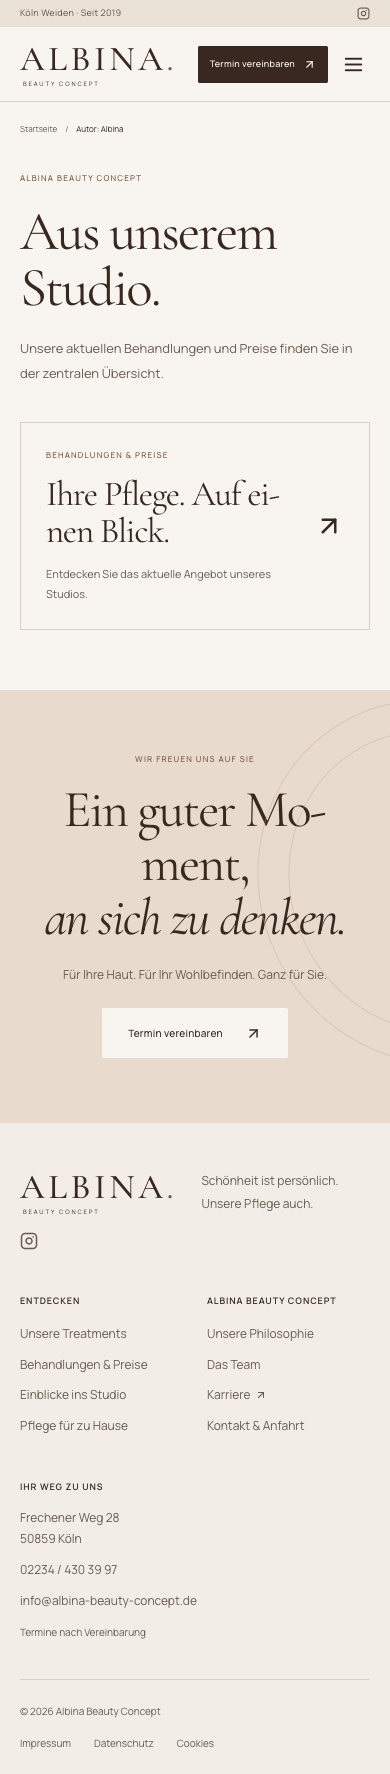 Köln Weiden · Seit 2019
ALBINA.
BEAUTY CONCEPT
Termin vereinbaren
Startseite / Autor: Albina
ALBINA BEAUTY CONCEPT
Aus unserem
Studio.
Unsere aktuellen Behandlungen und Preise finden Sie in
der zentralen Übersicht.
BEHANDLUNGEN & PREISE
Ihre Pflege. Auf ei-
nen Blick.
Entdecken Sie das aktuelle Angebot unseres
Studios.
WIR FREUEN UNS AUF SIE
Ein guter Mo-
ment,
an sich zu denken.
Für Ihre Haut. Für Ihr Wohlbefinden. Ganz für Sie.
Termin vereinbaren
ALBINA.
BEAUTY CONCEPT
Schönheit ist persönlich.
Unsere Pflege auch.
ENTDECKEN
Unsere Treatments
Behandlungen & Preise
Einblicke ins Studio
Pflege für zu Hause
ALBINA BEAUTY CONCEPT
Unsere Philosophie
Das Team
Karriere
Kontakt & Anfahrt
IHR WEG ZU UNS
Frechener Weg 28
50859 Köln
02234 / 430 39 97
info@albina-beauty-concept.de
Termine nach Vereinbarung
© 2026 Albina Beauty Concept
Impressum Datenschutz Cookies